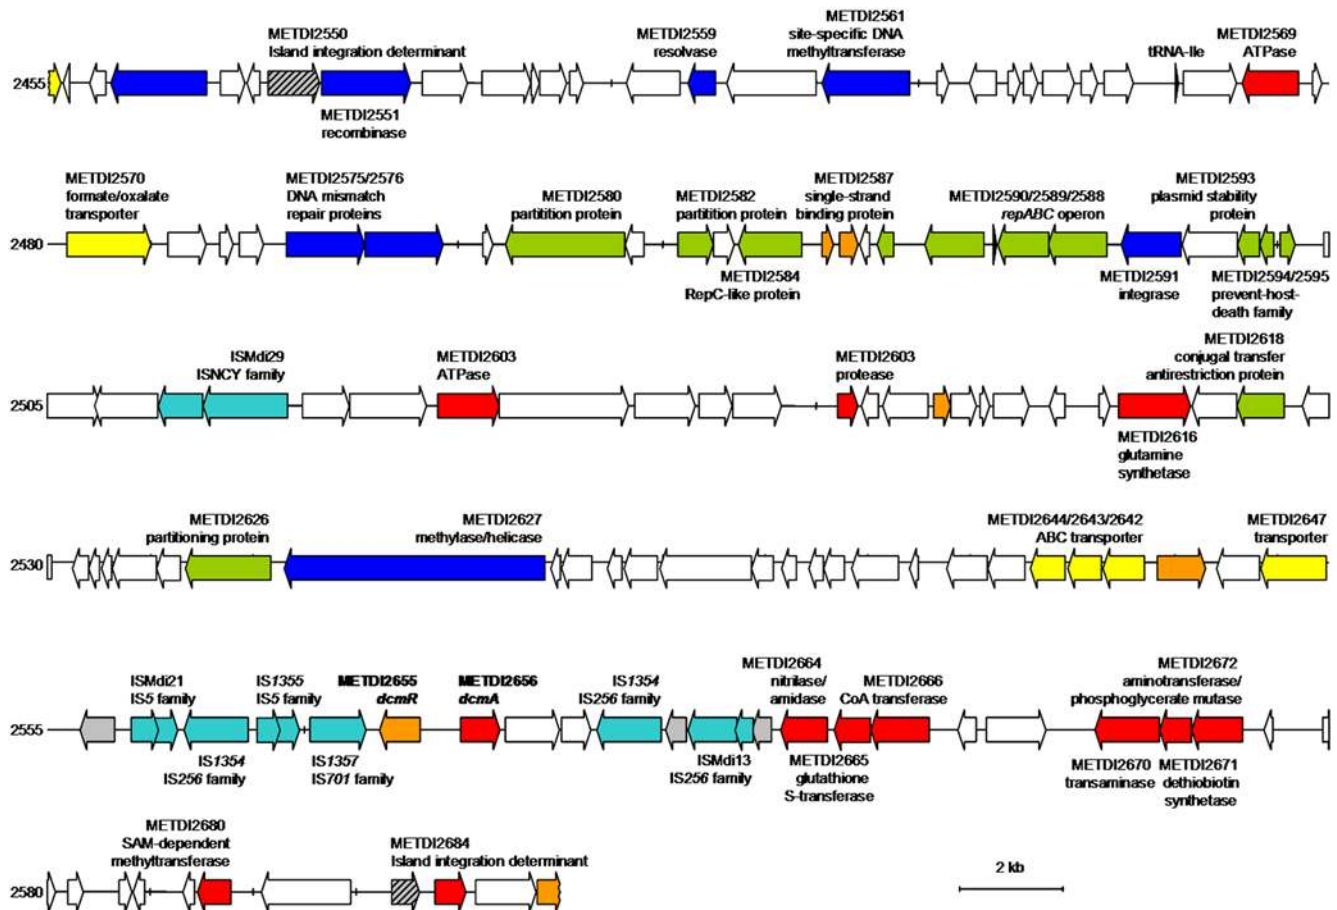 METDI2550
Island integration determinant
METDI2559
resolvase
METDI2561
site-specific DNA
methyltransferase
tRNA-Ile
METDI2569
ATPase
2455
METDI2551
recombinase
METDI2570
formate/oxalate
transporter
METDI2575/2576
DNA mismatch
repair proteins
METDI2580
partitition protein
METDI2582
partitition protein
METDI2587
single-strand
binding protein
METDI2590/2589/2588
repABC operon
METDI2593
plasmid stability
protein
2480
METDI2584
RepC-like protein
METDI2591
integrase
METDI2594/2595
prevent-host-
death family
ISMdi29
ISNCY family
METDI2603
ATPase
METDI2603
protease
METDI2618
conjugal transfer
antirestriction protein
2505
METDI2616
glutamine
synthetase
METDI2626
partitioning protein
METDI2627
methylase/helicase
METDI2644/2643/2642
ABC transporter
METDI2647
transporter
2530
ISMdi21
IS5 family
IS1355
IS5 family
METDI2655
dcmR
METDI2656
dcmA
IS1354
IS256 family
METDI2664
nitrilase/
amidase
METDI2666
CoA transferase
METDI2672
aminotransferase/
phosphoglycerate mutase
2555
IS1354
IS256 family
IS1357
IS701 family
ISMdi13
IS256 family
METDI2665
glutathione
S-transferase
METDI2670
transaminase
METDI2671
dethiobiotin
synthetase
METDI2680
SAM-dependent
methyltransferase
METDI2684
Island integration determinant
2580
2 kb